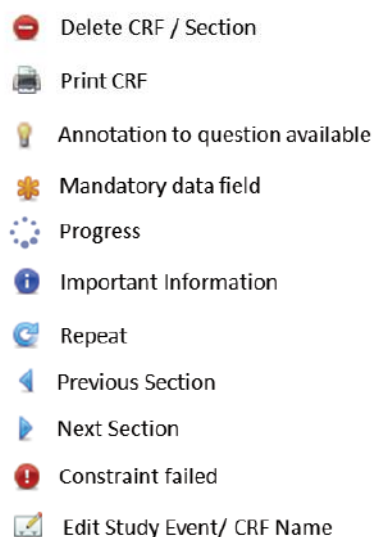 Delete CRF / Section
Print CRF
Annotation to question available
Mandatory data field
Progress
Important Information
Repeat
Previous Section
Next Section
Constraint failed
Edit Study Event/ CRF Name